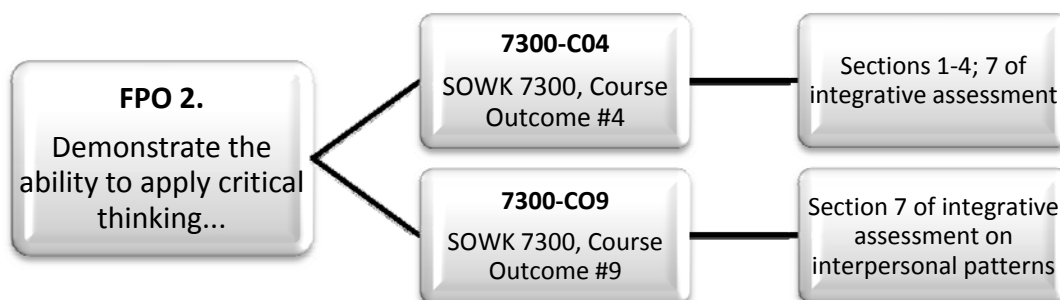 FPO 2.
Demonstrate the
ability to apply critical
thinking...
7300-C04
SOWK 7300, Course
Outcome #4
Sections 1-4; 7 of
integrative assessment
7300-CO9
SOWK 7300, Course
Outcome #9
Section 7 of integrative
assessment on
interpersonal patterns